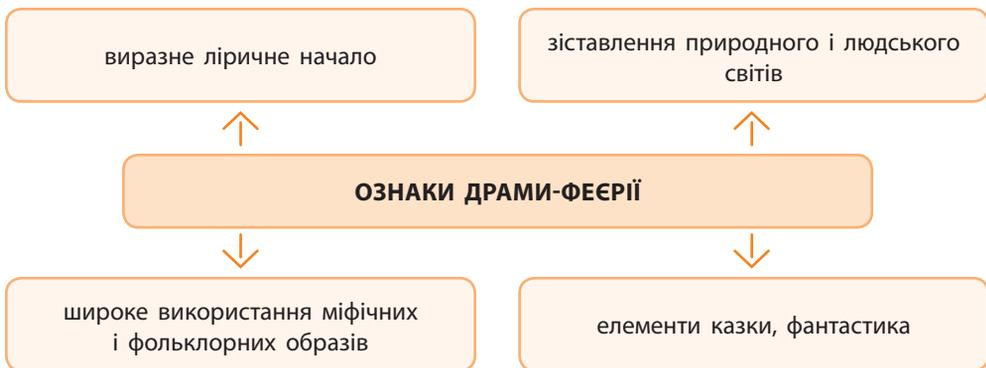 виразне ліричне начало
зіставлення природного і людського
світів
ОЗНАКИ ДРАМИ-ФЕЄРІЇ
широке використання міфічних
і фольклорних образів
елементи казки, фантастика